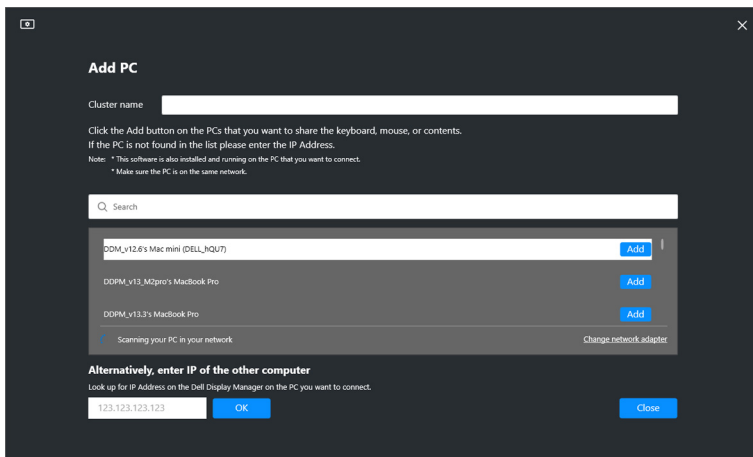 Add PC
Cluster name
Click the Add button on the PCs that you want to share the keyboard, mouse, or contents.
If the PC is not found in the list please enter the IP Address.
Note: * This software is also installed and running on the PC that you want to connect.
* Make sure the PC is on the same network.
Search
DDM_v12.6's Mac mini (DELL_hQU7) Add
DDPM_v13_M2pro's MacBook Pro Add
DDPM_v13.3's MacBook Pro Add
Scanning your PC in your network Change network adapter
Alternatively, enter IP of the other computer
Look up for IP Address on the Dell Display Manager on the PC you want to connect.
123.123.123.123 OK Close